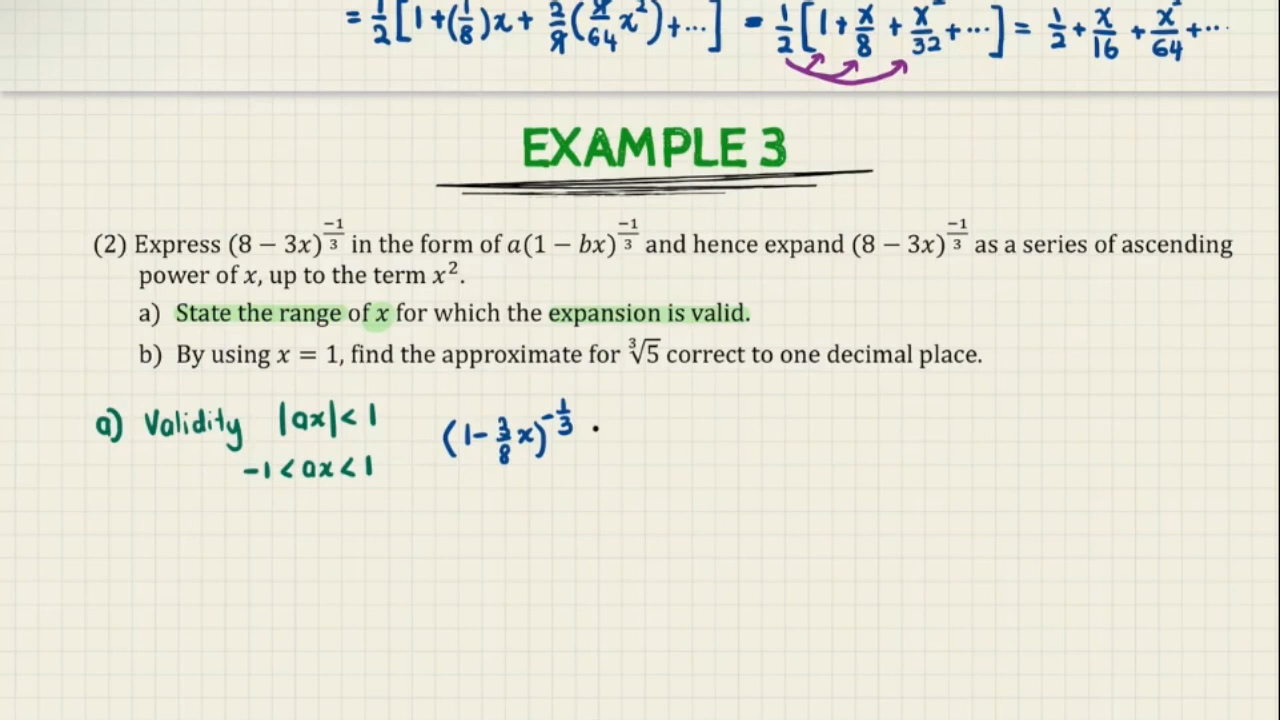 = 1/2 [1 + (1/8)x + 2/9 (9/64 x²) + ...] = 1/2 [1 + x/8 + x²/32 + ...] = 1/2 + x/16 + x²/64 + ...
EXAMPLE 3
(2) Express (8 − 3x)^(-1/3) in the form of a(1 − bx)^(-1/3) and hence expand (8 − 3x)^(-1/3) as a series of ascending
power of x, up to the term x².
a) State the range of x for which the expansion is valid.
b) By using x = 1, find the approximate for ∛5 correct to one decimal place.
a) Validity |ax| < 1 (1 - 3/8 x)^(-1/3)
-1 < ax < 1